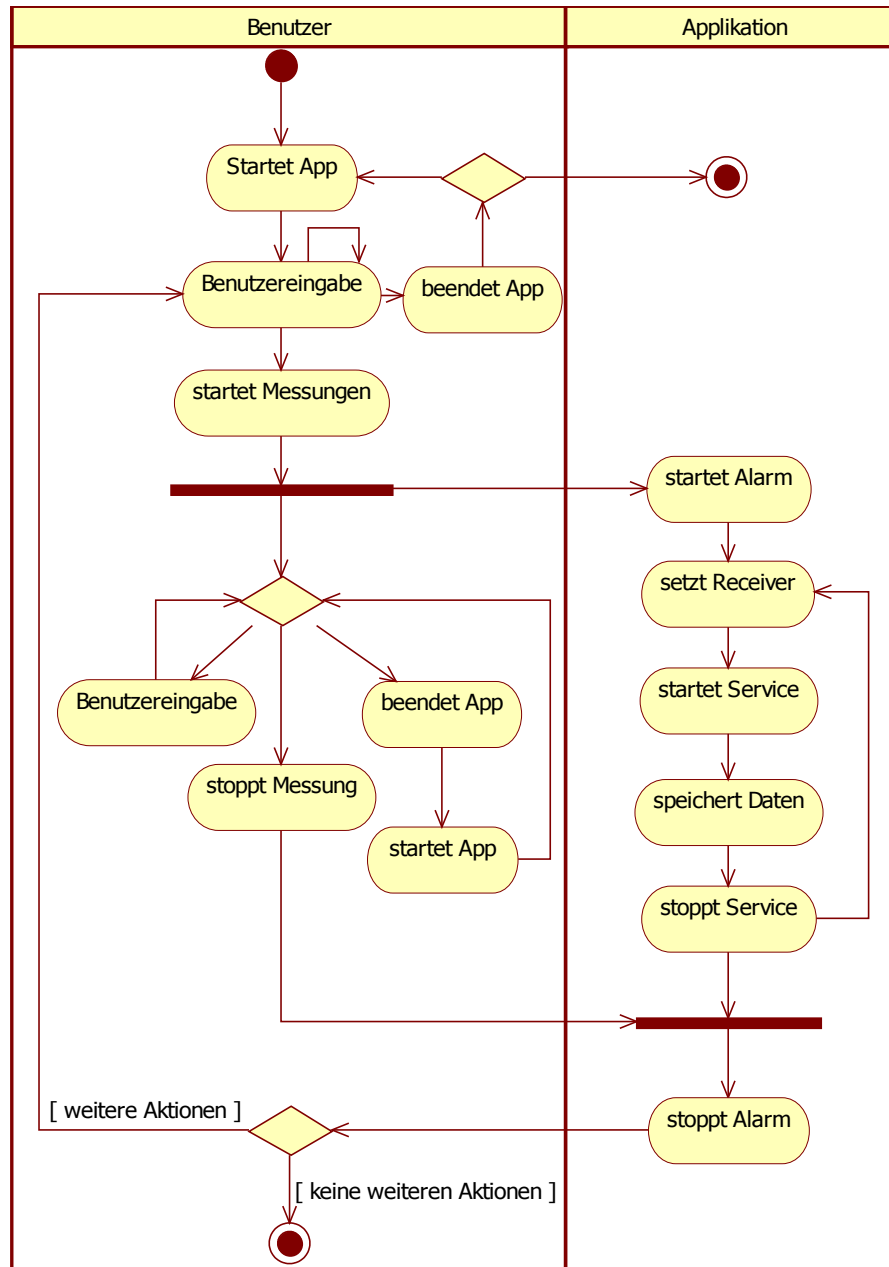 Benutzer
Applikation
Startet App
Benutzereingabe
beendet App
startet Messungen
startet Alarm
setzt Receiver
Benutzereingabe
beendet App
startet Service
stoppt Messung
speichert Daten
startet App
stoppt Service
[ weitere Aktionen ]
stoppt Alarm
[ keine weiteren Aktionen ]